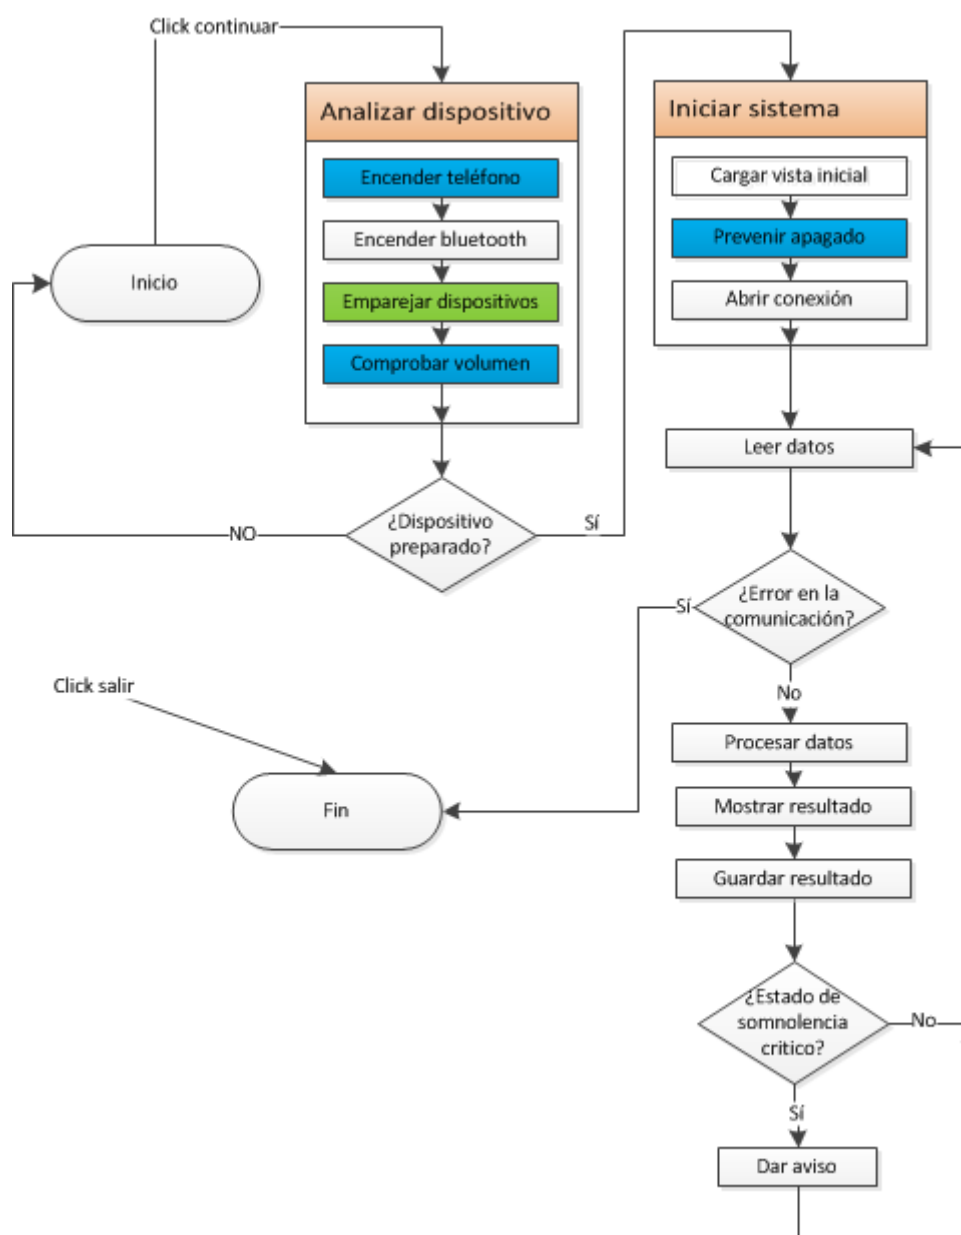 Click continuar
Analizar dispositivo
Encender teléfono
Encender bluetooth
Emparejar dispositivos
Comprobar volumen
Inicio
¿Dispositivo
preparado?
NO
Sí
Iniciar sistema
Cargar vista inicial
Prevenir apagado
Abrir conexión
Leer datos
¿Error en la
comunicación?
Sí
No
Click salir
Fin
Procesar datos
Mostrar resultado
Guardar resultado
¿Estado de
somnolencia
critico?
No
Sí
Dar aviso